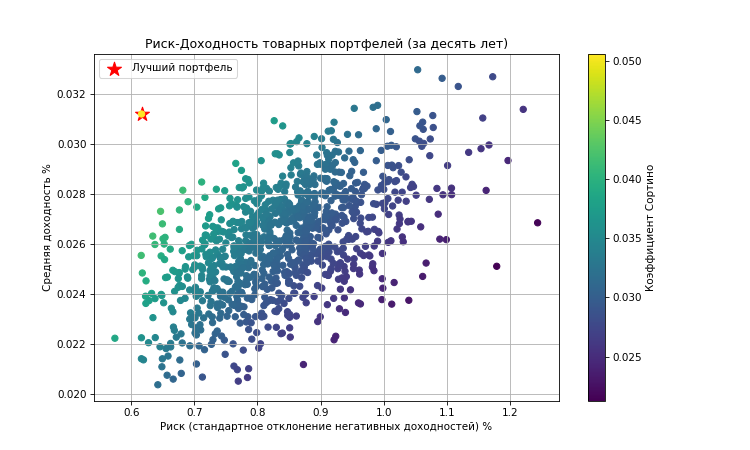 Риск-Доходность товарных портфелей (за десять лет)
Лучший портфель
Средняя доходность %
0.032
0.030
0.028
0.026
0.024
0.022
0.020
0.6 0.7 0.8 0.9 1.0 1.1 1.2
Риск (стандартное отклонение негативных доходностей) %
0.050
0.045
0.040
0.035
0.030
0.025
Коэффициент Сортино